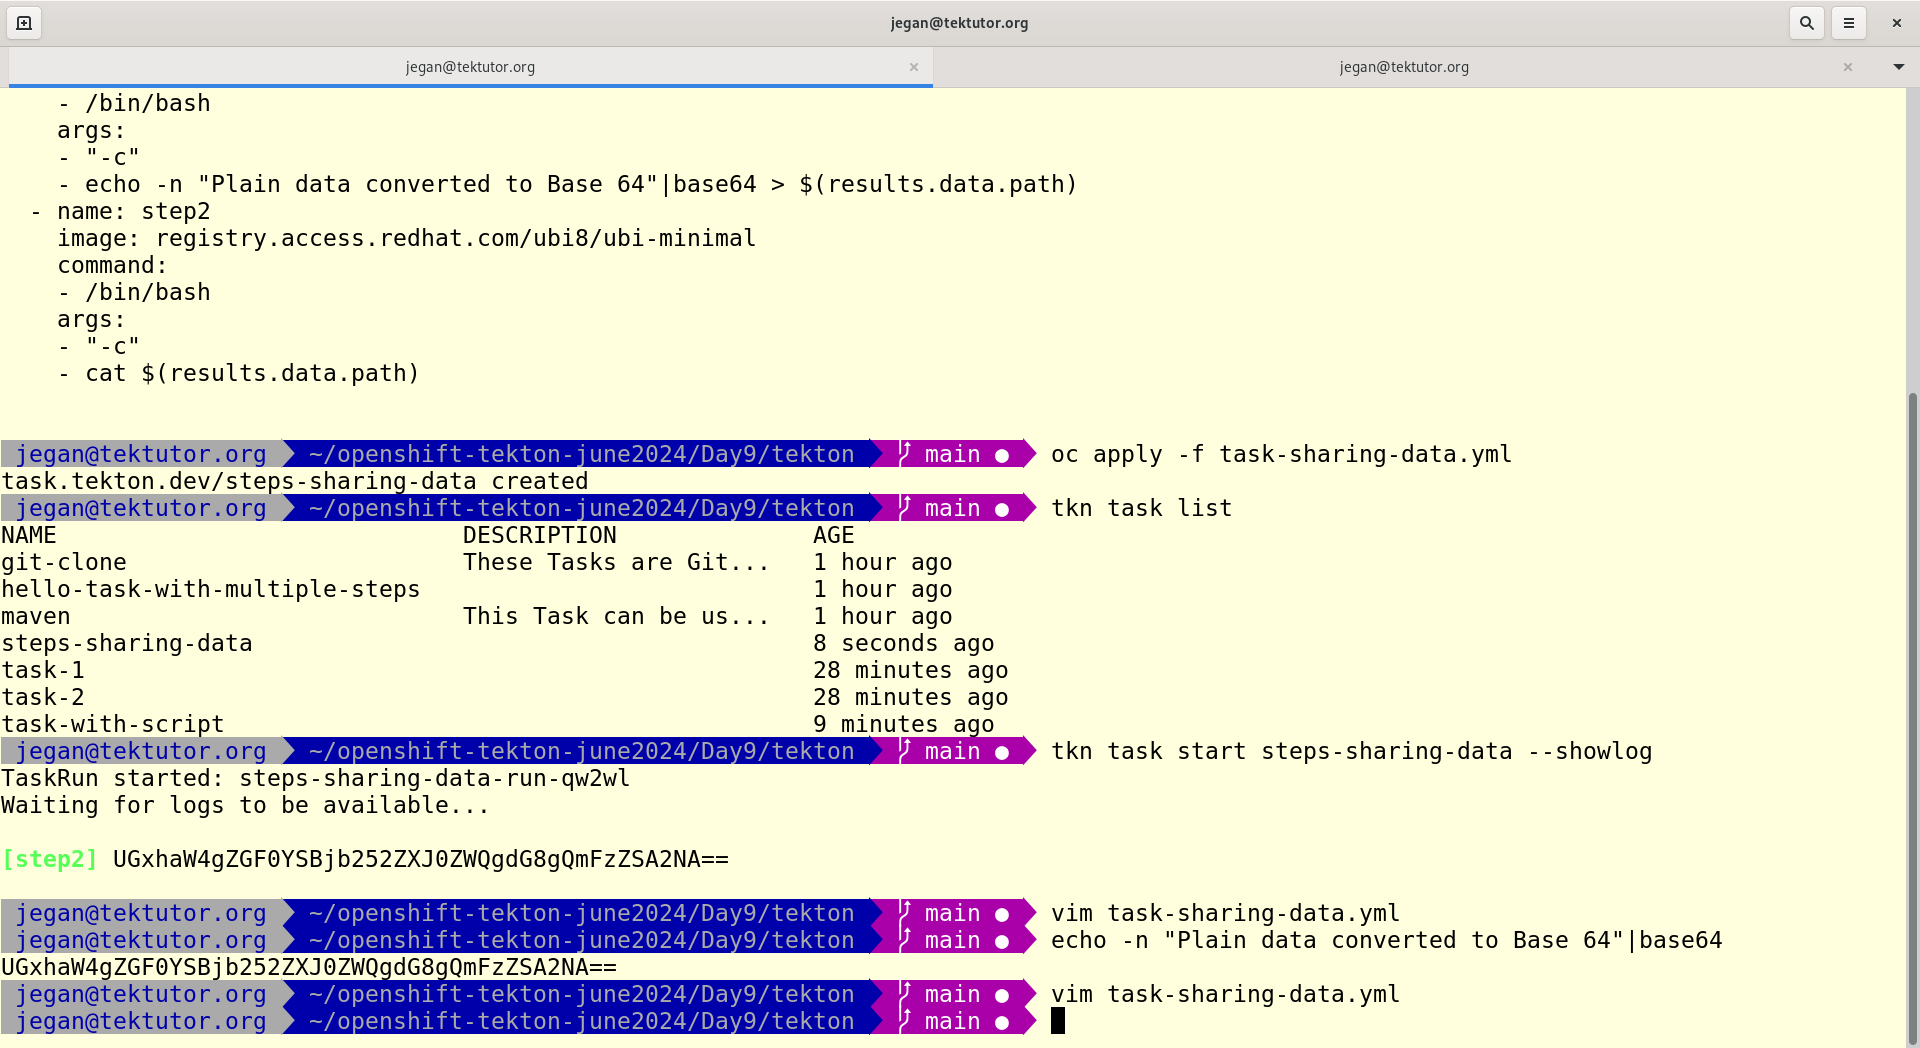 jegan@tektutor.org
jegan@tektutor.org jegan@tektutor.org
    - /bin/bash
    args:
    - "-c"
    - echo -n "Plain data converted to Base 64"|base64 > $(results.data.path)
  - name: step2
    image: registry.access.redhat.com/ubi8/ubi-minimal
    command:
    - /bin/bash
    args:
    - "-c"
    - cat $(results.data.path)
jegan@tektutor.org ~/openshift-tekton-june2024/Day9/tekton main ● oc apply -f task-sharing-data.yml
task.tekton.dev/steps-sharing-data created
jegan@tektutor.org ~/openshift-tekton-june2024/Day9/tekton main ● tkn task list
NAME DESCRIPTION AGE
git-clone These Tasks are Git... 1 hour ago
hello-task-with-multiple-steps 1 hour ago
maven This Task can be us... 1 hour ago
steps-sharing-data 8 seconds ago
task-1 28 minutes ago
task-2 28 minutes ago
task-with-script 9 minutes ago
jegan@tektutor.org ~/openshift-tekton-june2024/Day9/tekton main ● tkn task start steps-sharing-data --showlog
TaskRun started: steps-sharing-data-run-qw2wl
Waiting for logs to be available...
[step2] UGxhaW4gZGF0YSBjb252ZXJ0ZWQgdG8gQmFzZSA2NA==
jegan@tektutor.org ~/openshift-tekton-june2024/Day9/tekton main ● vim task-sharing-data.yml
jegan@tektutor.org ~/openshift-tekton-june2024/Day9/tekton main ● echo -n "Plain data converted to Base 64"|base64
UGxhaW4gZGF0YSBjb252ZXJ0ZWQgdG8gQmFzZSA2NA==
jegan@tektutor.org ~/openshift-tekton-june2024/Day9/tekton main ● vim task-sharing-data.yml
jegan@tektutor.org ~/openshift-tekton-june2024/Day9/tekton main ●